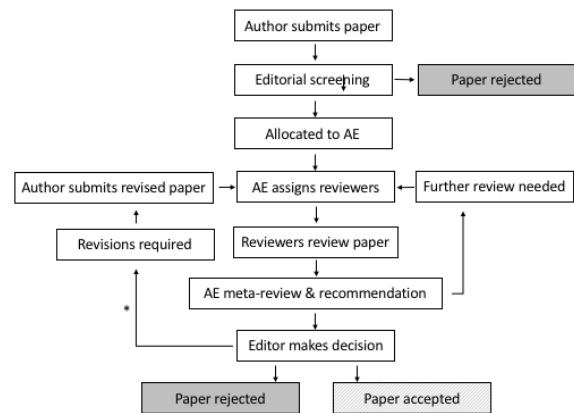 Author submits paper
Editorial screening
Paper rejected
Allocated to AE
Author submits revised paper
AE assigns reviewers
Further review needed
Revisions required
Reviewers review paper
AE meta-review & recommendation
*
Editor makes decision
Paper rejected
Paper accepted